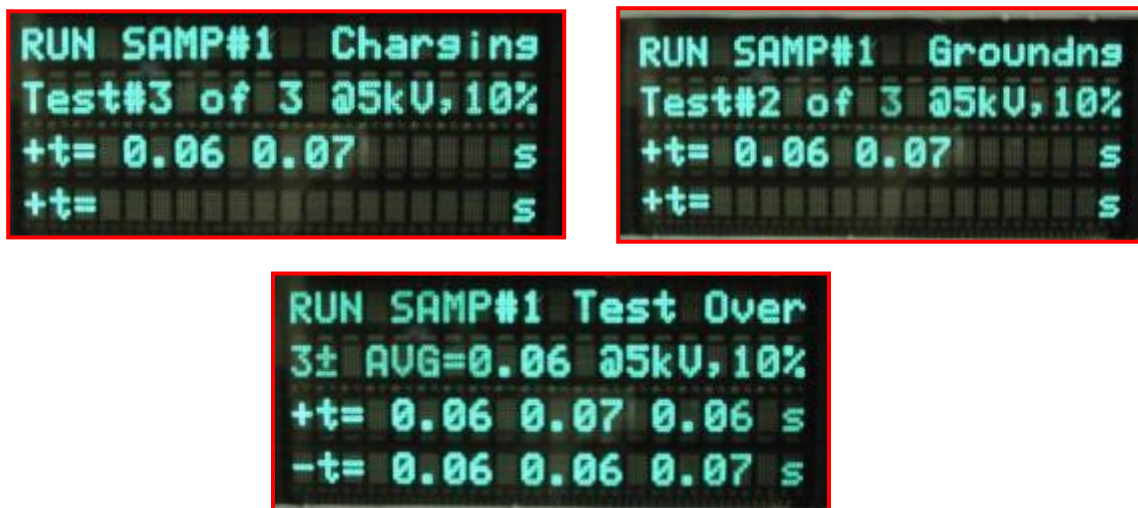 RUN SAMP#1 Charging
Test#3 of 3 @5kV,10%
+t= 0.06 0.07 s
+t= s
RUN SAMP#1 Groundng
Test#2 of 3 @5kV,10%
+t= 0.06 0.07 s
+t= s
RUN SAMP#1 Test Over
3± AVG=0.06 @5kV,10%
+t= 0.06 0.07 0.06 s
-t= 0.06 0.06 0.07 s